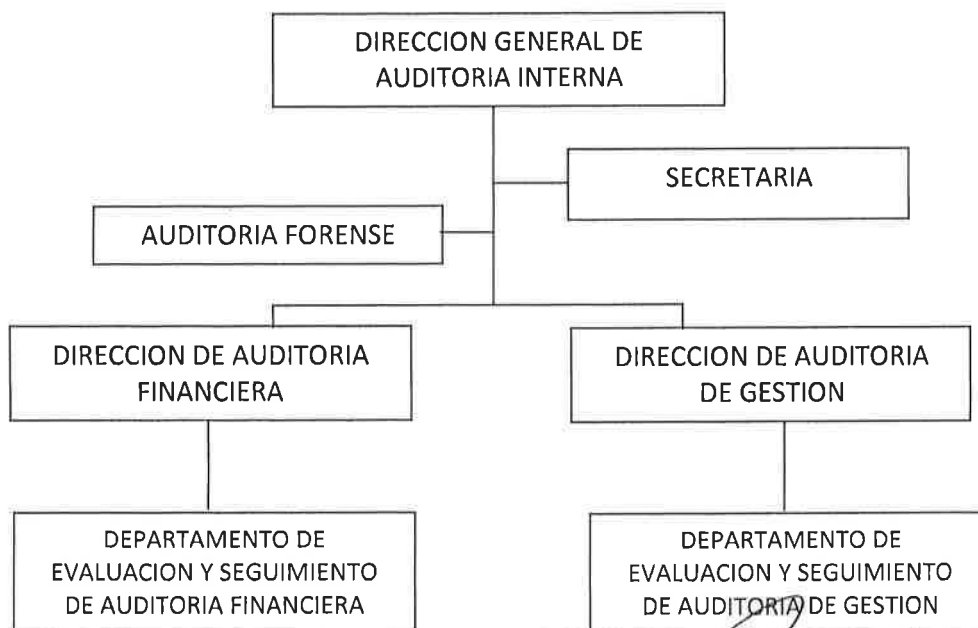 DIRECCION GENERAL DE
AUDITORIA INTERNA
SECRETARIA
AUDITORÍA FORENSE
DIRECCION DE AUDITORIA
FINANCIERA
DIRECCION DE AUDITORIA
DE GESTION
DEPARTAMENTO DE
EVALUACION Y SEGUIMIENTO
DE AUDITORIA FINANCIERA
DEPARTAMENTO DE
EVALUACION Y SEGUIMIENTO
DE AUDITORIA DE GESTION